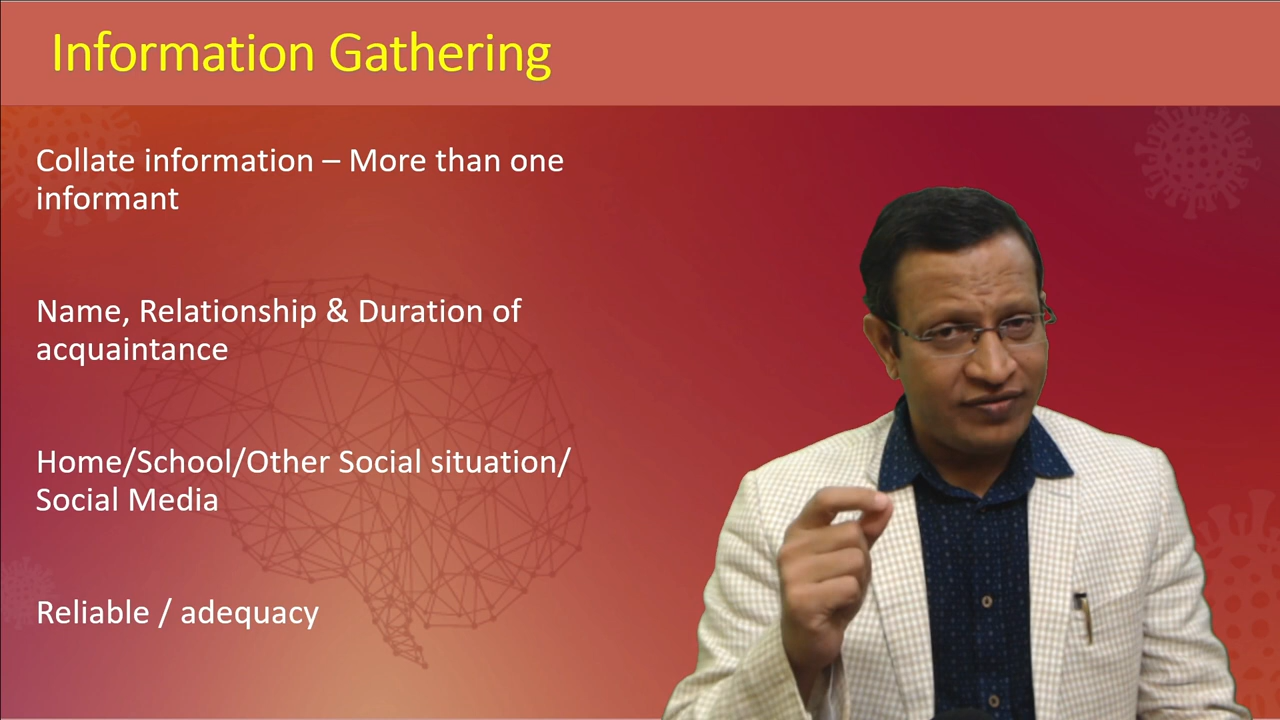 Information Gathering
Collate information – More than one
informant
Name, Relationship & Duration of
acquaintance
Home/School/Other Social situation/
Social Media
Reliable / adequacy